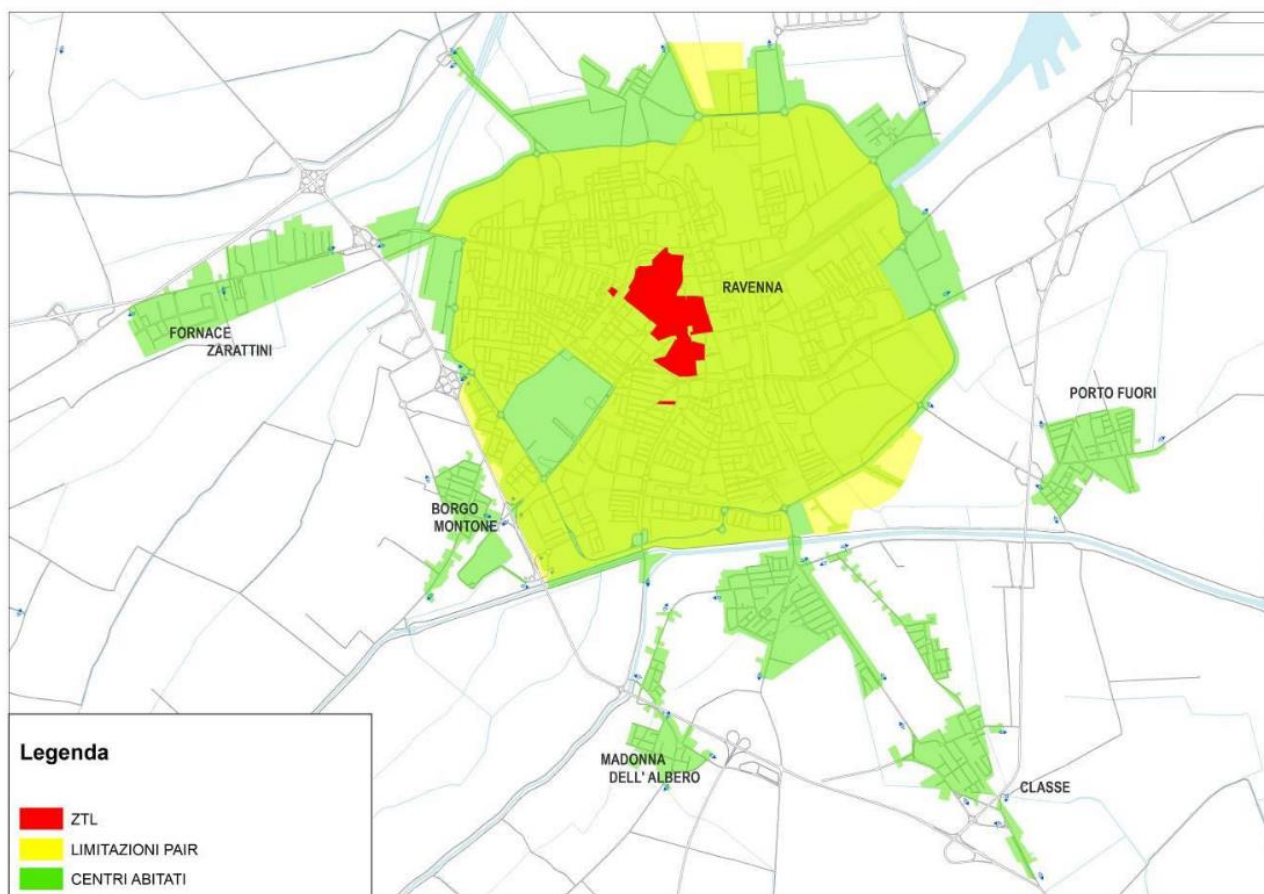 RAVENNA
FORNACE
ZARATTINI
PORTO FUORI
BORGO
MONTONE
MADONNA
DELL' ALBERO
CLASSE
Legenda
ZTL
LIMITAZIONI PAIR
CENTRI ABITATI